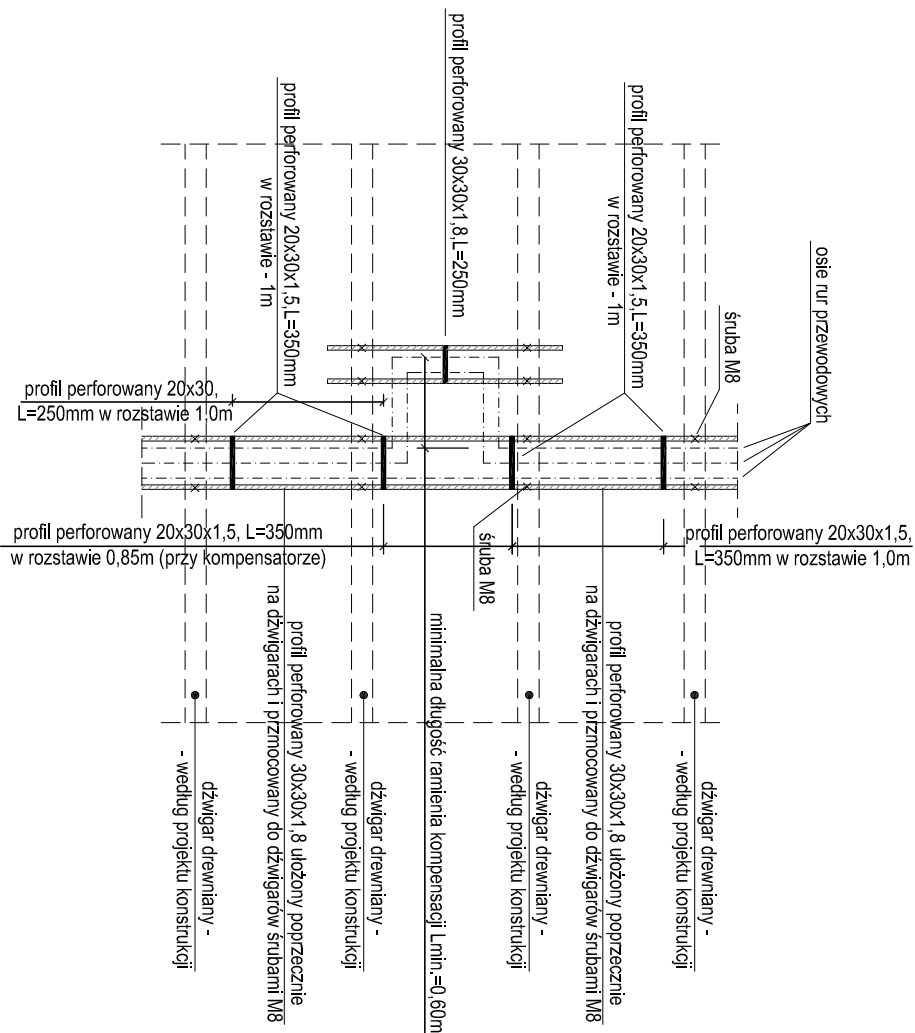 profil perforowany 30x30x1,8,L=250mm
profil perforowany 20x30x1,5,L=350mm
w rozstawie - 1m
profil perforowany 20x30x1,5,L=350mm
w rozstawie - 1m
osie rur przewodowych
śruba M8
profil perforowany 20x30,
L=250mm w rozstawie 1,0m
profil perforowany 20x30x1,5, L=350mm
w rozstawie 0,85m (przy kompensatorze)
profil perforowany 20x30x1,5,
L=350mm w rozstawie 1,0m
śruba M8
minimalna długość ramienia kompensacji Lmin.=0,60m
profil perforowany 30x30x1,8 ułożony poprzecznie
na dźwigarach i przmocowany do dźwigarów śrubami M8
profil perforowany 30x30x1,8 ułożony poprzecznie
na dźwigarach i przmocowany do dźwigarów śrubami M8
dźwigar drewniany -
- według projektu konstrukcji
dźwigar drewniany -
- według projektu konstrukcji
dźwigar drewniany -
- według projektu konstrukcji
dźwigar drewniany -
- według projektu konstrukcji